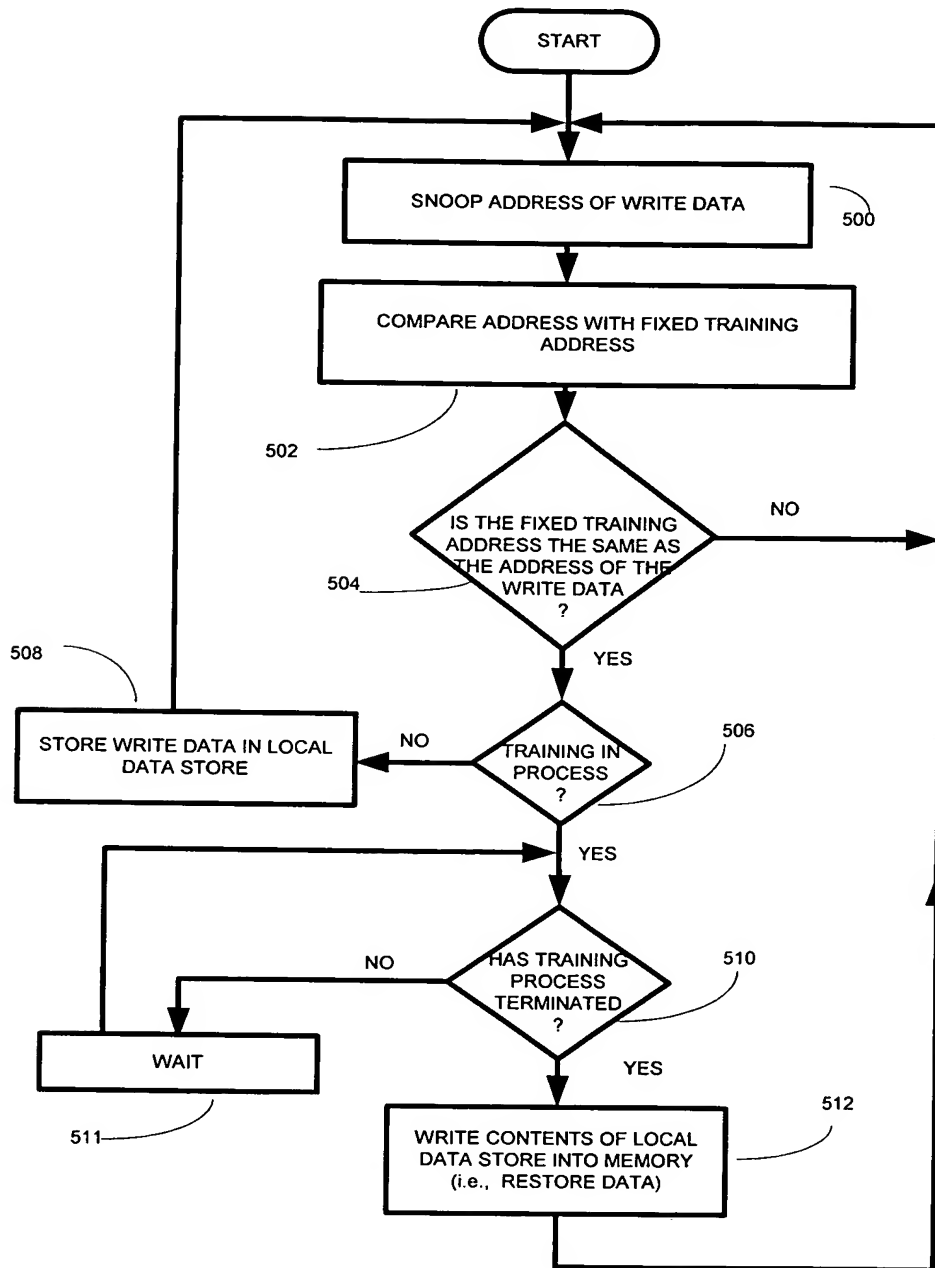 START
SNOOP ADDRESS OF WRITE DATA
500
COMPARE ADDRESS WITH FIXED TRAINING
ADDRESS
502
IS THE FIXED TRAINING
ADDRESS THE SAME AS
THE ADDRESS OF THE
WRITE DATA
?
NO
504
YES
508
STORE WRITE DATA IN LOCAL
DATA STORE
NO
TRAINING IN
PROCESS
?
506
YES
NO
HAS TRAINING
PROCESS
TERMINATED
?
510
WAIT
511
YES
512
WRITE CONTENTS OF LOCAL
DATA STORE INTO MEMORY
(i.e., RESTORE DATA)